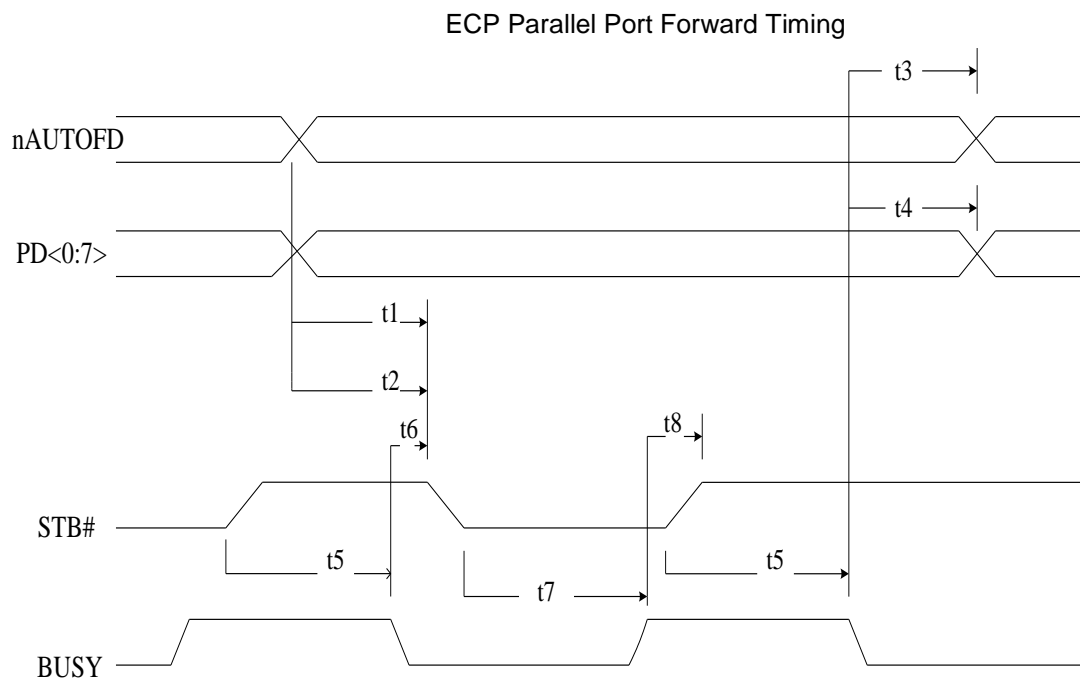 ECP Parallel Port Forward Timing
t3
nAUTOFD
t4
PD<0:7>
t1
t2
t6
t8
STB#
t5
t7
t5
BUSY